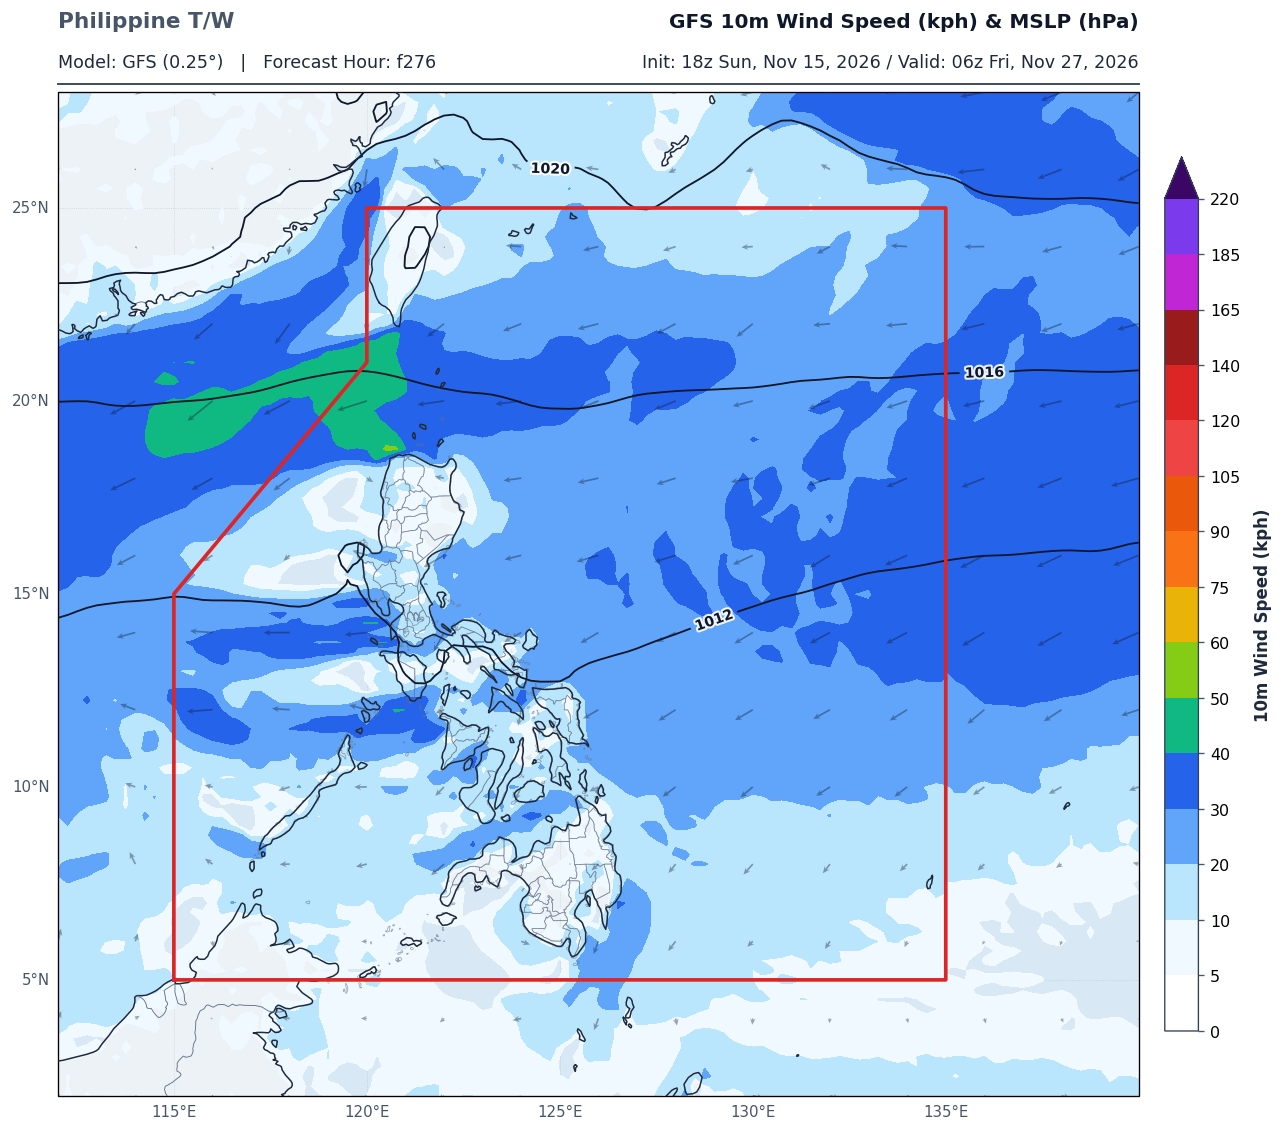 Philippine T/W
GFS 10m Wind Speed (kph) & MSLP (hPa)
Model: GFS (0.25°)   |   Forecast Hour: f276
Init: 18z Sun, Nov 15, 2026 / Valid: 06z Fri, Nov 27, 2026
1020
1016
1012
25°N
20°N
15°N
10°N
5°N
115°E
120°E
125°E
130°E
135°E
220
185
165
140
120
105
90
75
60
50
40
30
20
10
5
0
10m Wind Speed (kph)